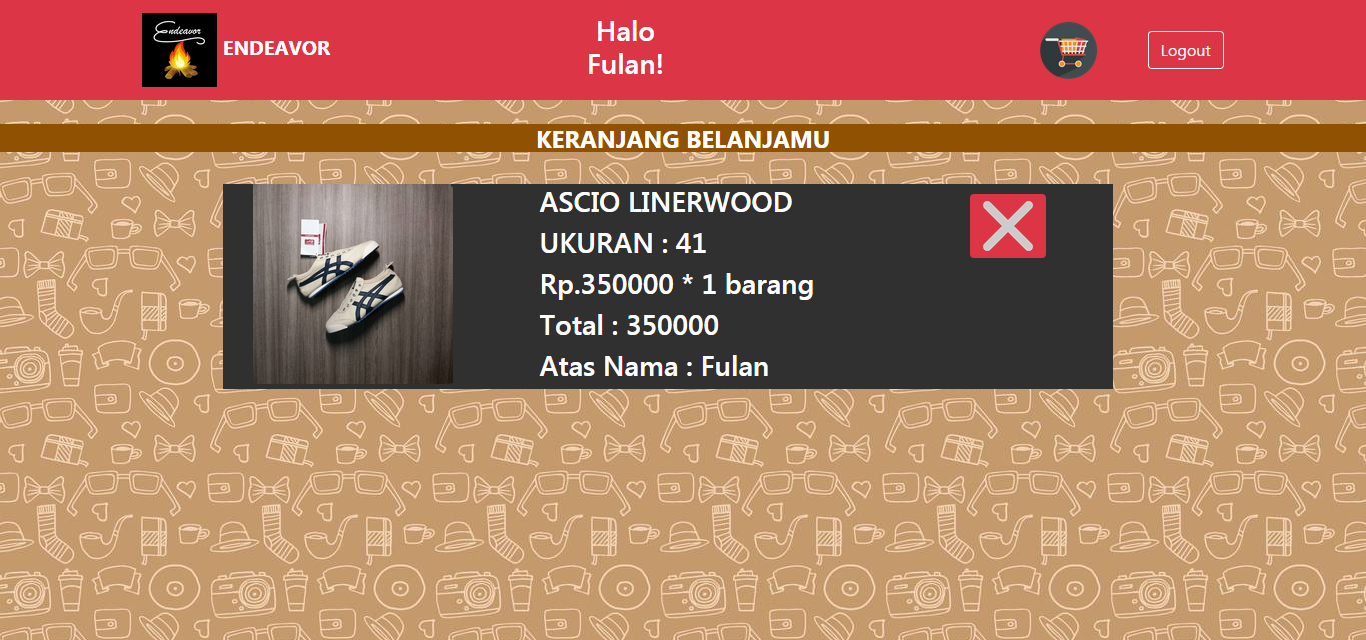 Endeavor
ENDEAVOR
Halo
Fulan!
Logout
KERANJANG BELANJAMU
ASCIO LINERWOOD
UKURAN : 41
Rp.350000 * 1 barang
Total : 350000
Atas Nama : Fulan